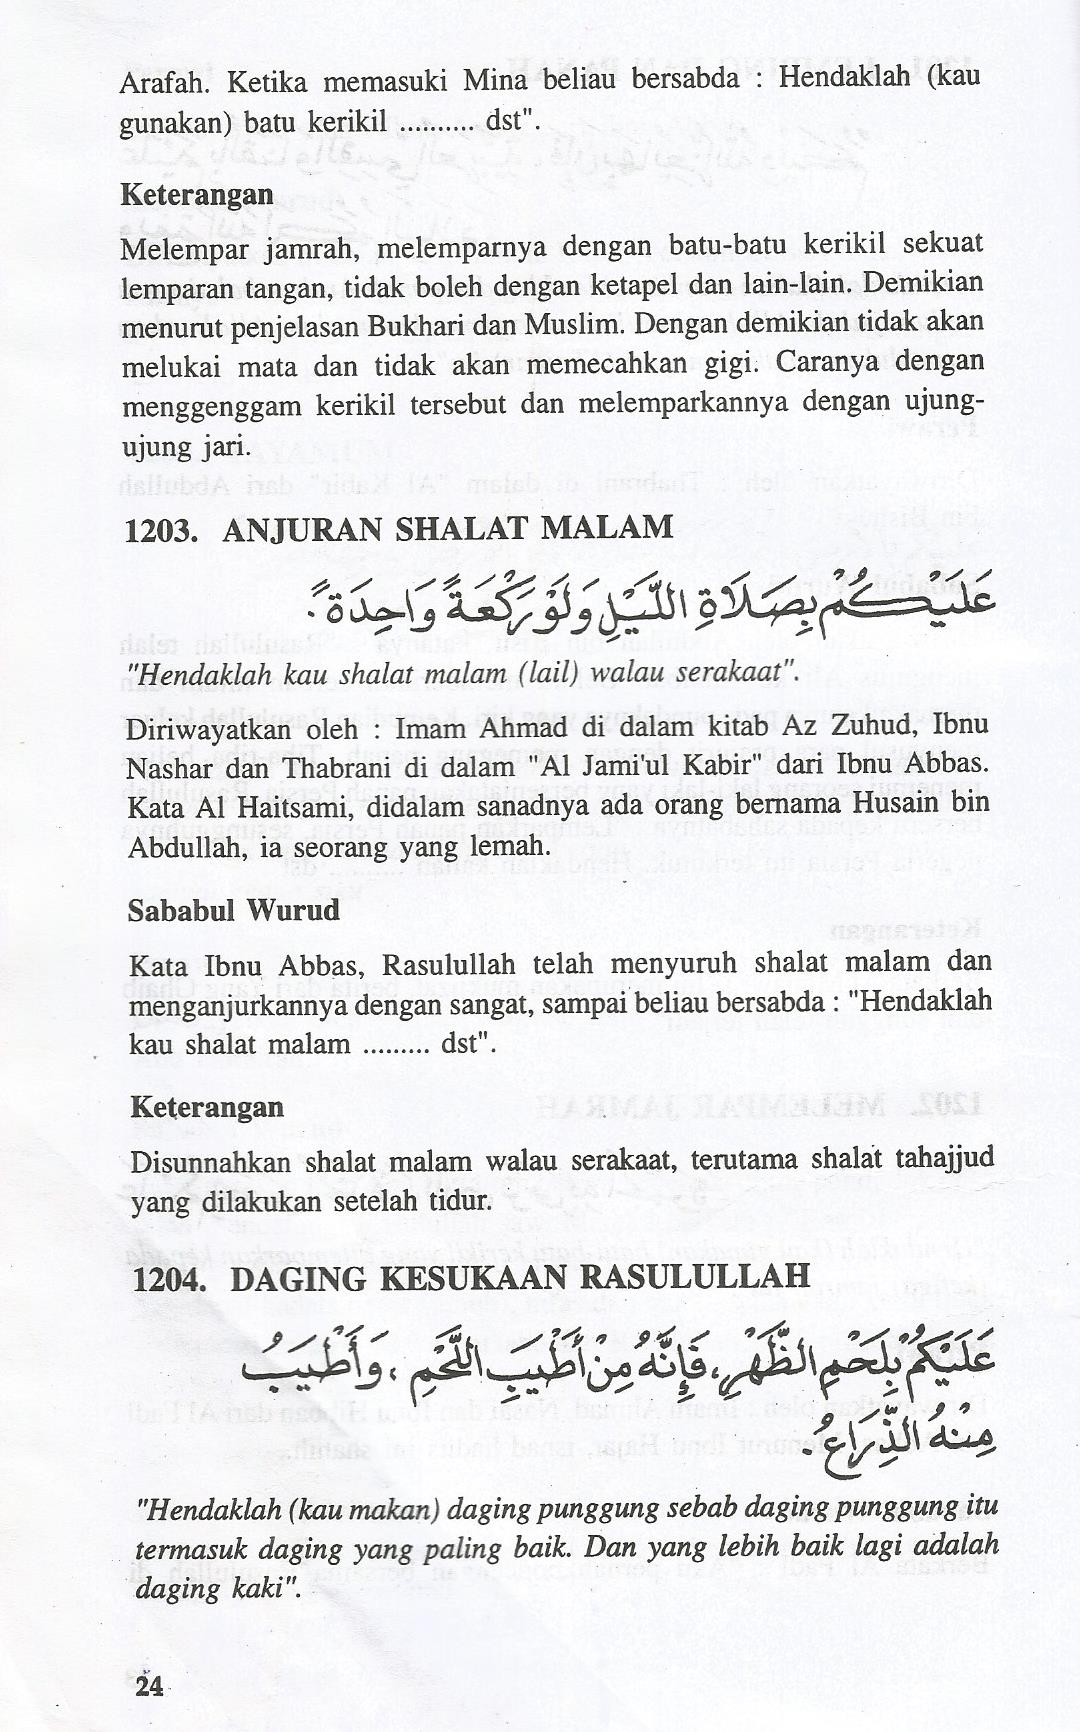 Arafah. Ketika memasuki Mina beliau bersabda : Hendaklah (kau
gunakan) batu kerikil .......... dst".
Keterangan
Melempar jamrah, melemparnya dengan batu-batu kerikil sekuat
lemparan tangan, tidak boleh dengan ketapel dan lain-lain. Demikian
menurut penjelasan Bukhari dan Muslim. Dengan demikian tidak akan
melukai mata dan tidak akan memecahkan gigi. Caranya dengan
menggenggam kerikil tersebut dan melemparkannya dengan ujung-
ujung jari.
1203. ANJURAN SHALAT MALAM
عَلَيْكُمْ بِصَلَاةِ اللَّيْلِ وَلَوْ رَكْعَةً وَاحِدَةً.
"Hendaklah kau shalat malam (lail) walau serakaat".
Diriwayatkan oleh : Imam Ahmad di dalam kitab Az Zuhud, Ibnu
Nashar dan Thabrani di dalam "Al Jami'ul Kabir" dari Ibnu Abbas.
Kata Al Haitsami, didalam sanadnya ada orang bernama Husain bin
Abdullah, ia seorang yang lemah.
Sababul Wurud
Kata Ibnu Abbas, Rasulullah telah menyuruh shalat malam dan
menganjurkannya dengan sangat, sampai beliau bersabda : "Hendaklah
kau shalat malam ......... dst".
Keterangan
Disunnahkan shalat malam walau serakaat, terutama shalat tahajjud
yang dilakukan setelah tidur.
1204. DAGING KESUKAAN RASULULLAH
عَلَيْكُمْ بِلَحْمِ الظَّهْرِ، فَإِنَّهُ مِنْ أَطْيَبِ اللَّحْمِ، وَأَطْيَبُ
مِنْهُ الذِّرَاعُ.
"Hendaklah (kau makan) daging punggung sebab daging punggung itu
termasuk daging yang paling baik. Dan yang lebih baik lagi adalah
daging kaki".
24